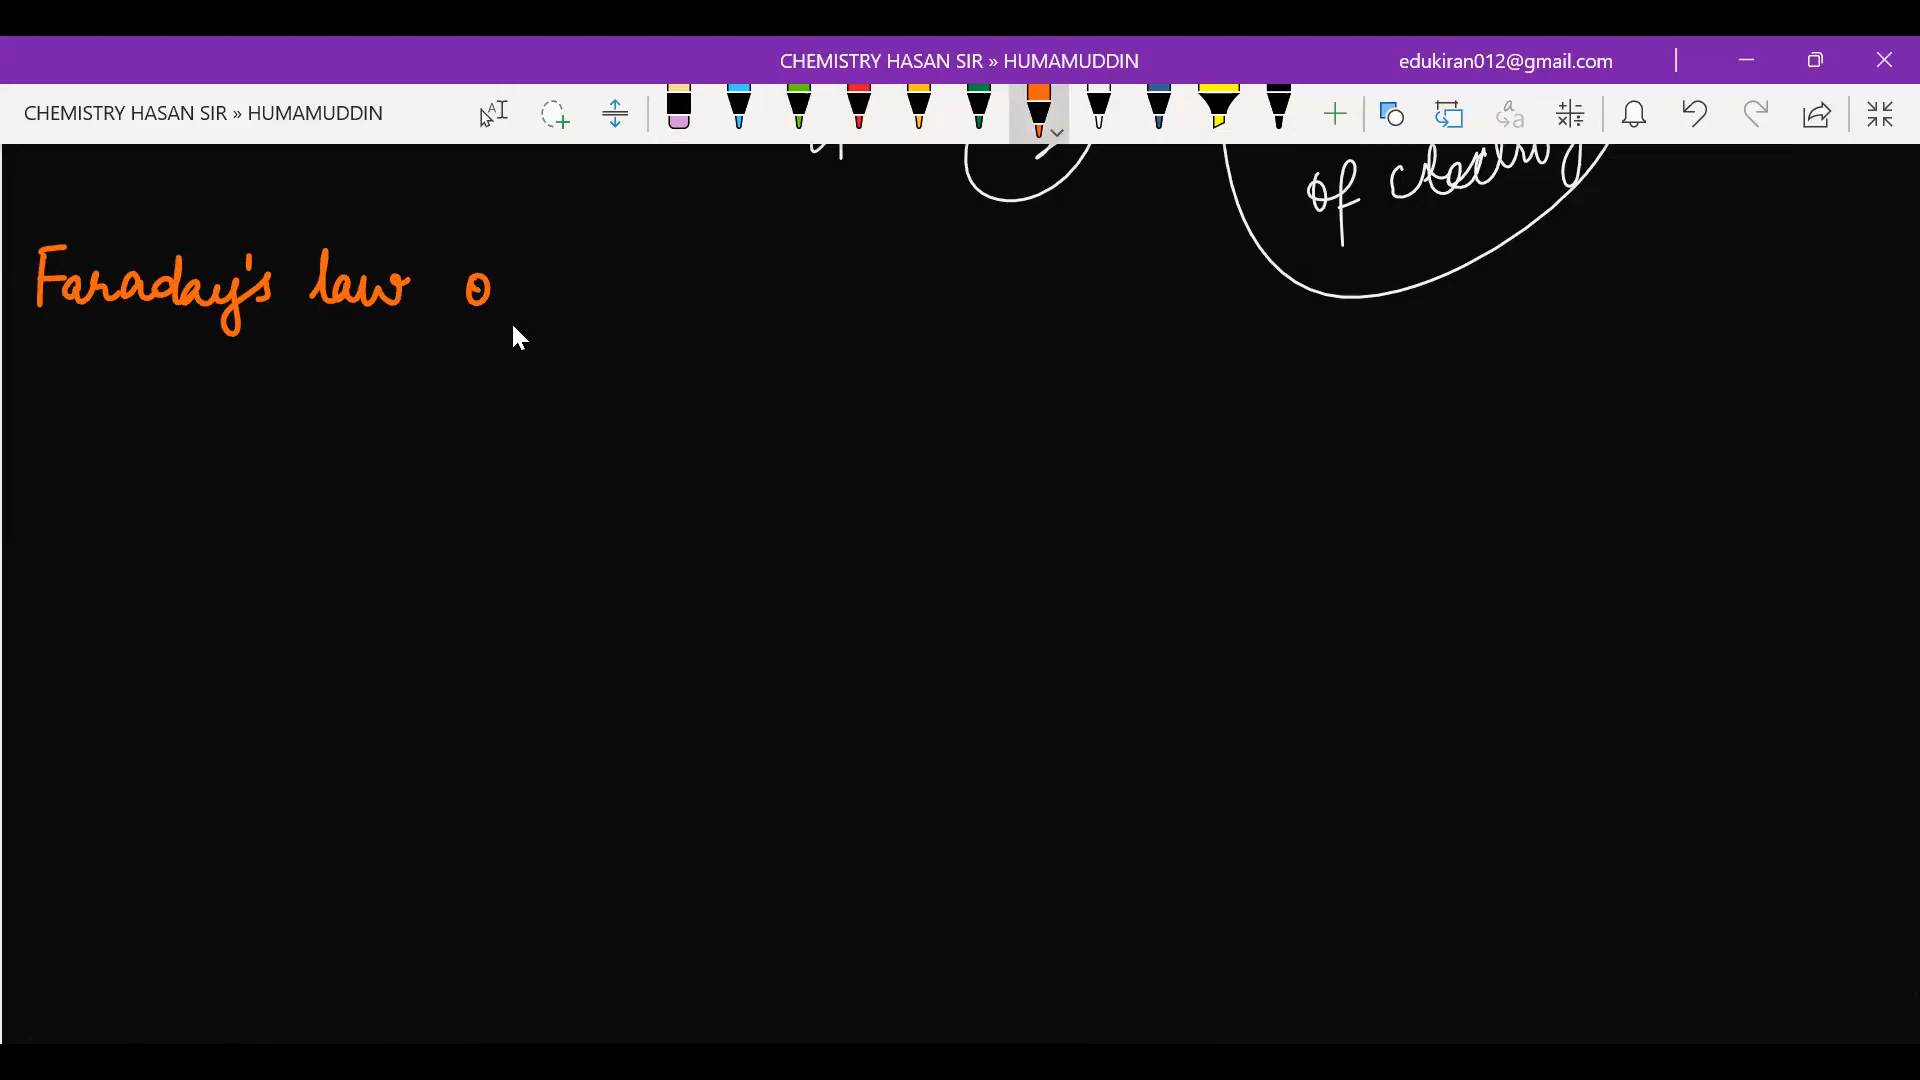 CHEMISTRY HASAN SIR » HUMAMUDDIN
edukiran012@gmail.com
CHEMISTRY HASAN SIR » HUMAMUDDIN
of
Faraday's law o